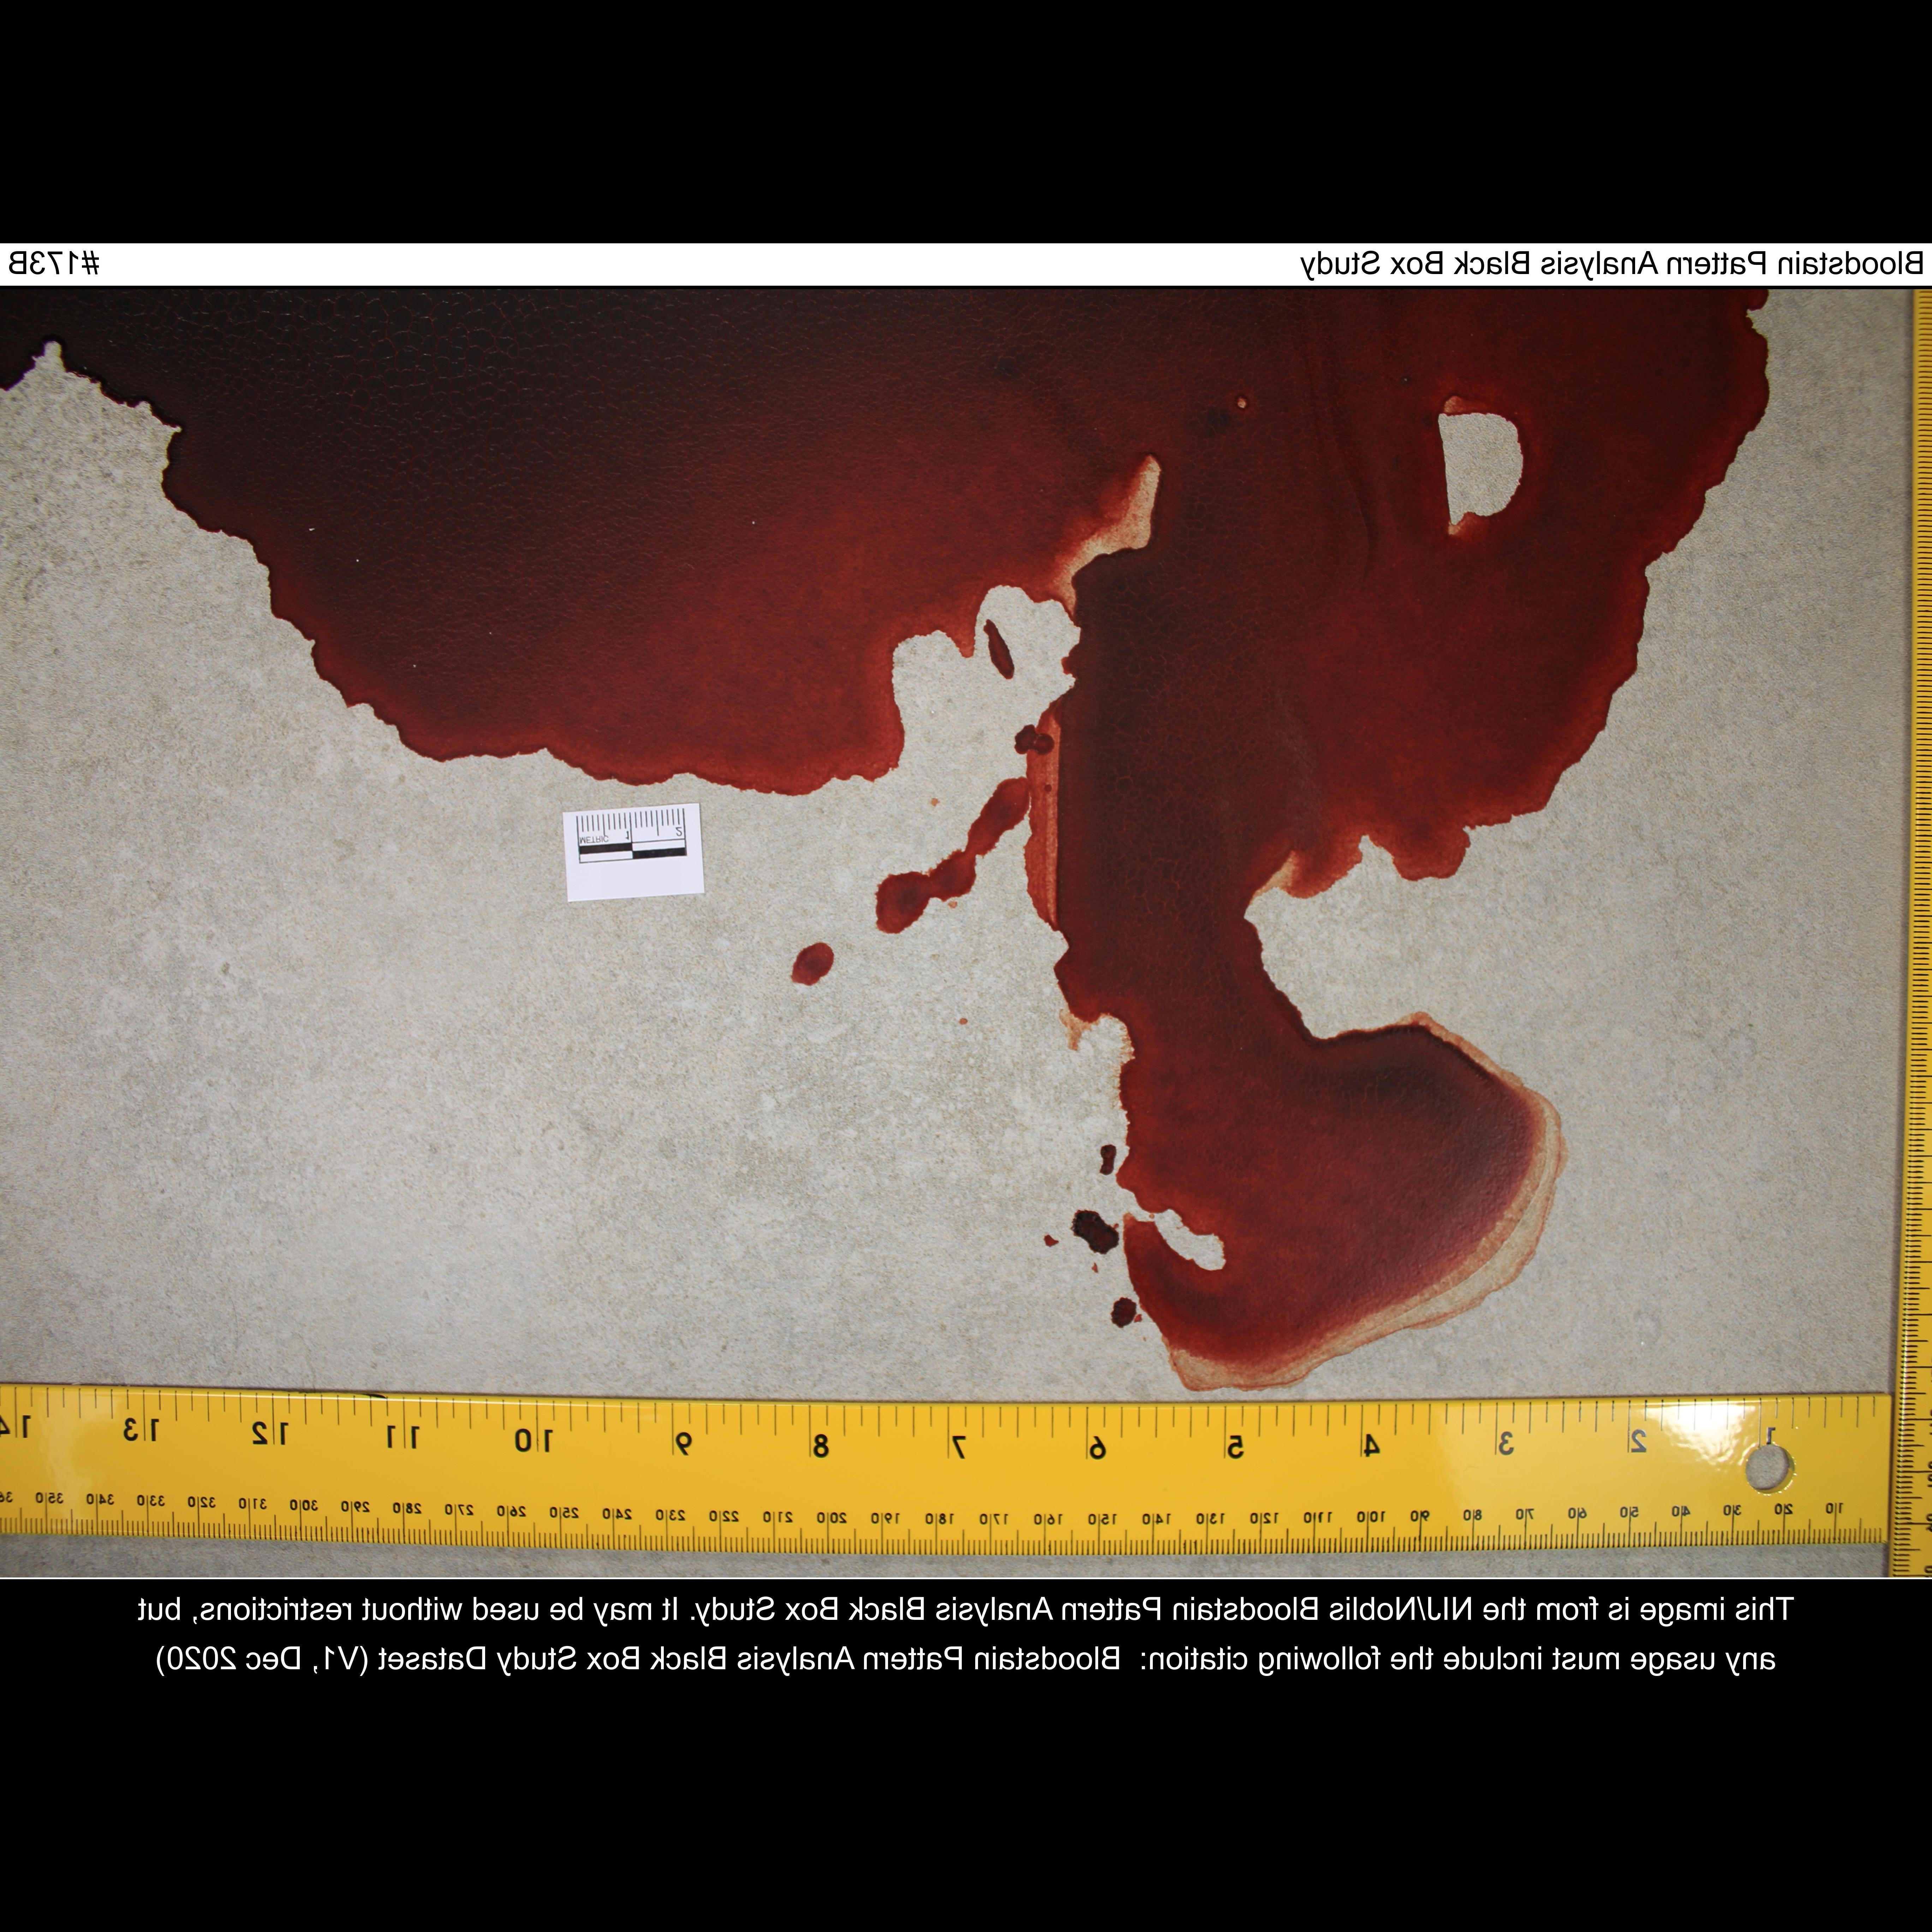 Bloodstain Pattern Analysis Black Box Study #173B
METRIC 1 2
1 2 3 4 5 6 7 8 9 10 11 12 13 14
10 20 30 40 50 60 70 80 90 100 110 120 130 140 150 160 170 180 190 200 210 220 230 240 250 260 270 280 290 300 310 320 330 340 350 36
This image is from the NIJ/Noblis Bloodstain Pattern Analysis Black Box Study. It may be used without restrictions, but
any usage must include the following citation: Bloodstain Pattern Analysis Black Box Study Dataset (V1, Dec 2020)